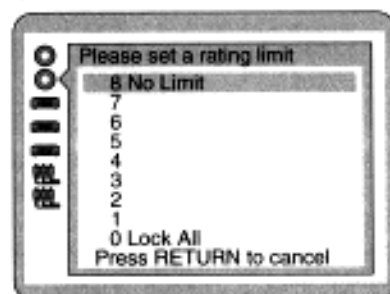 Please set a rating limit
8 No Limit
7
6
5
4
3
2
1
0 Lock All
Press RETURN to cancel